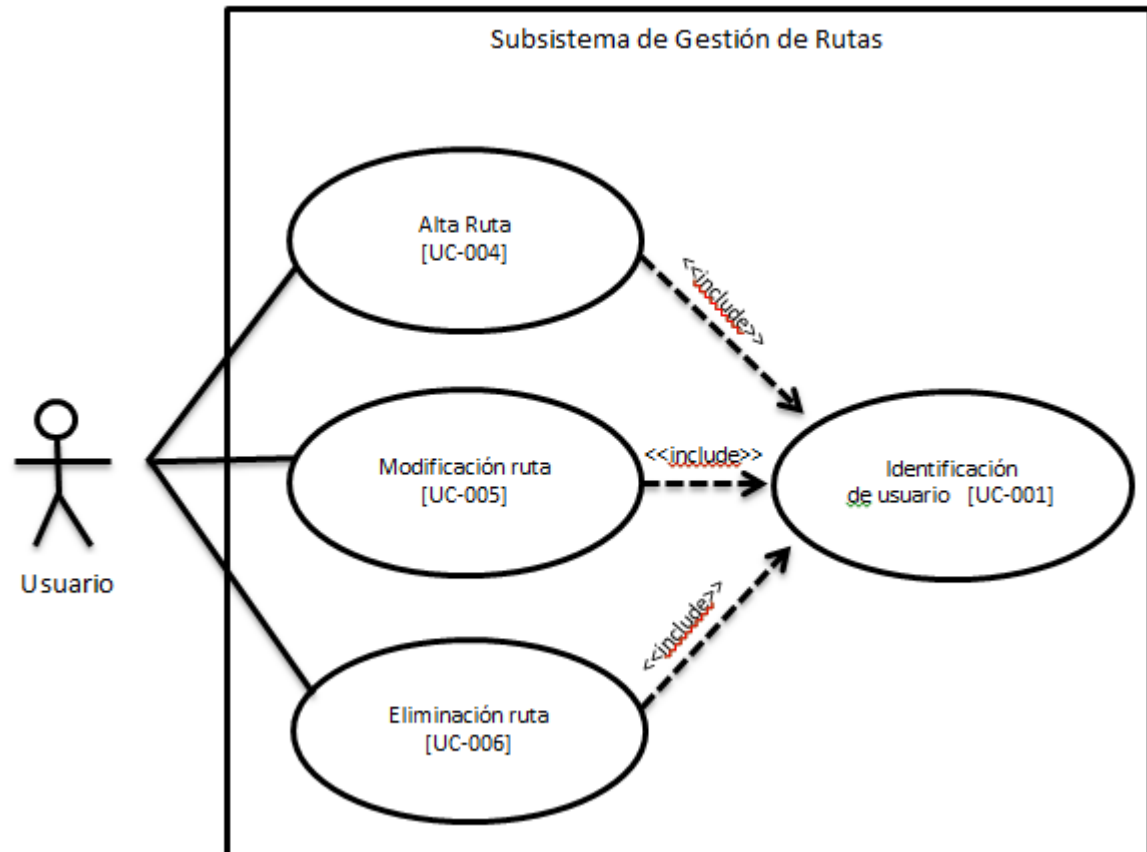 Subsistema de Gestión de Rutas
Alta Ruta
[UC-004]
<<include>>
Modificación ruta
[UC-005]
<<include>>
Identificación
de usuario [UC-001]
Usuario
<<include>>
Eliminación ruta
[UC-006]